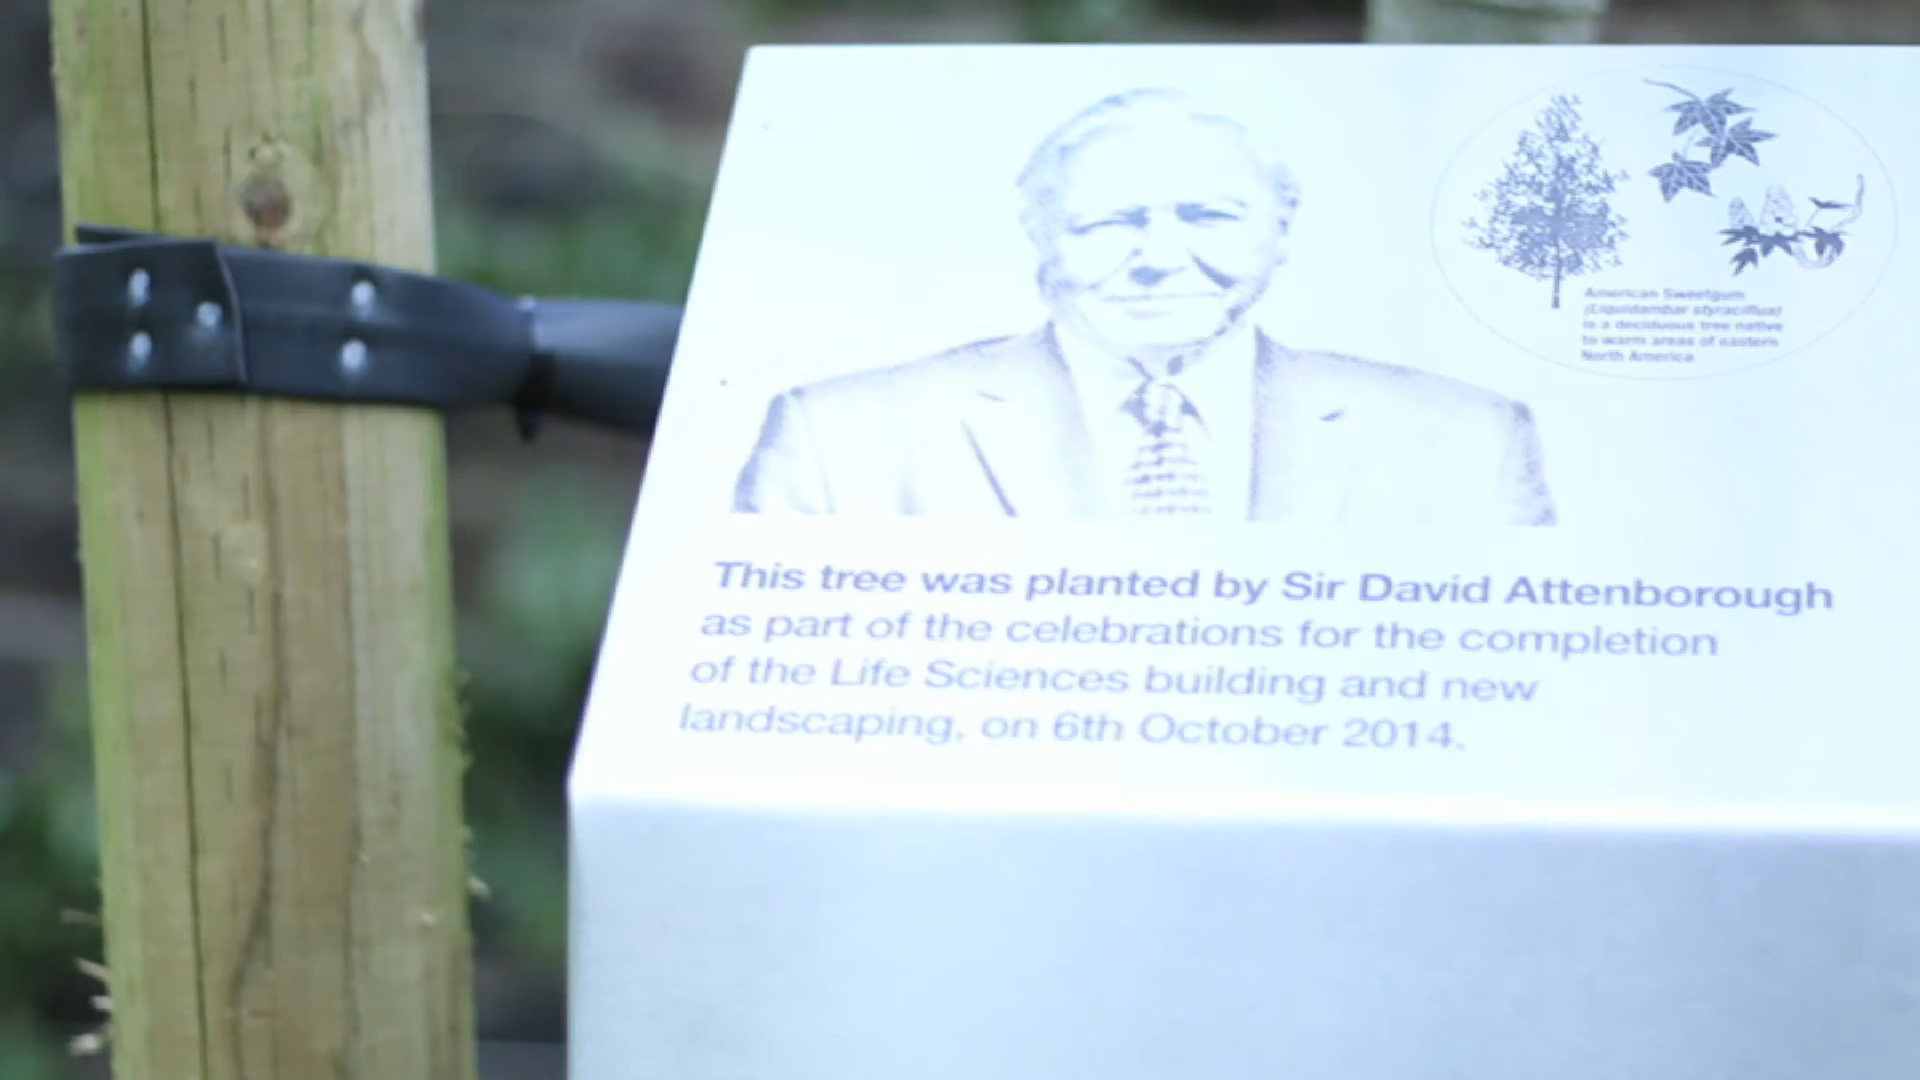 American Sweetgum
(Liquidambar styraciflua)
is a deciduous tree native
to warm areas of eastern
North America
This tree was planted by Sir David Attenborough
as part of the celebrations for the completion
of the Life Sciences building and new
landscaping, on 6th October 2014.